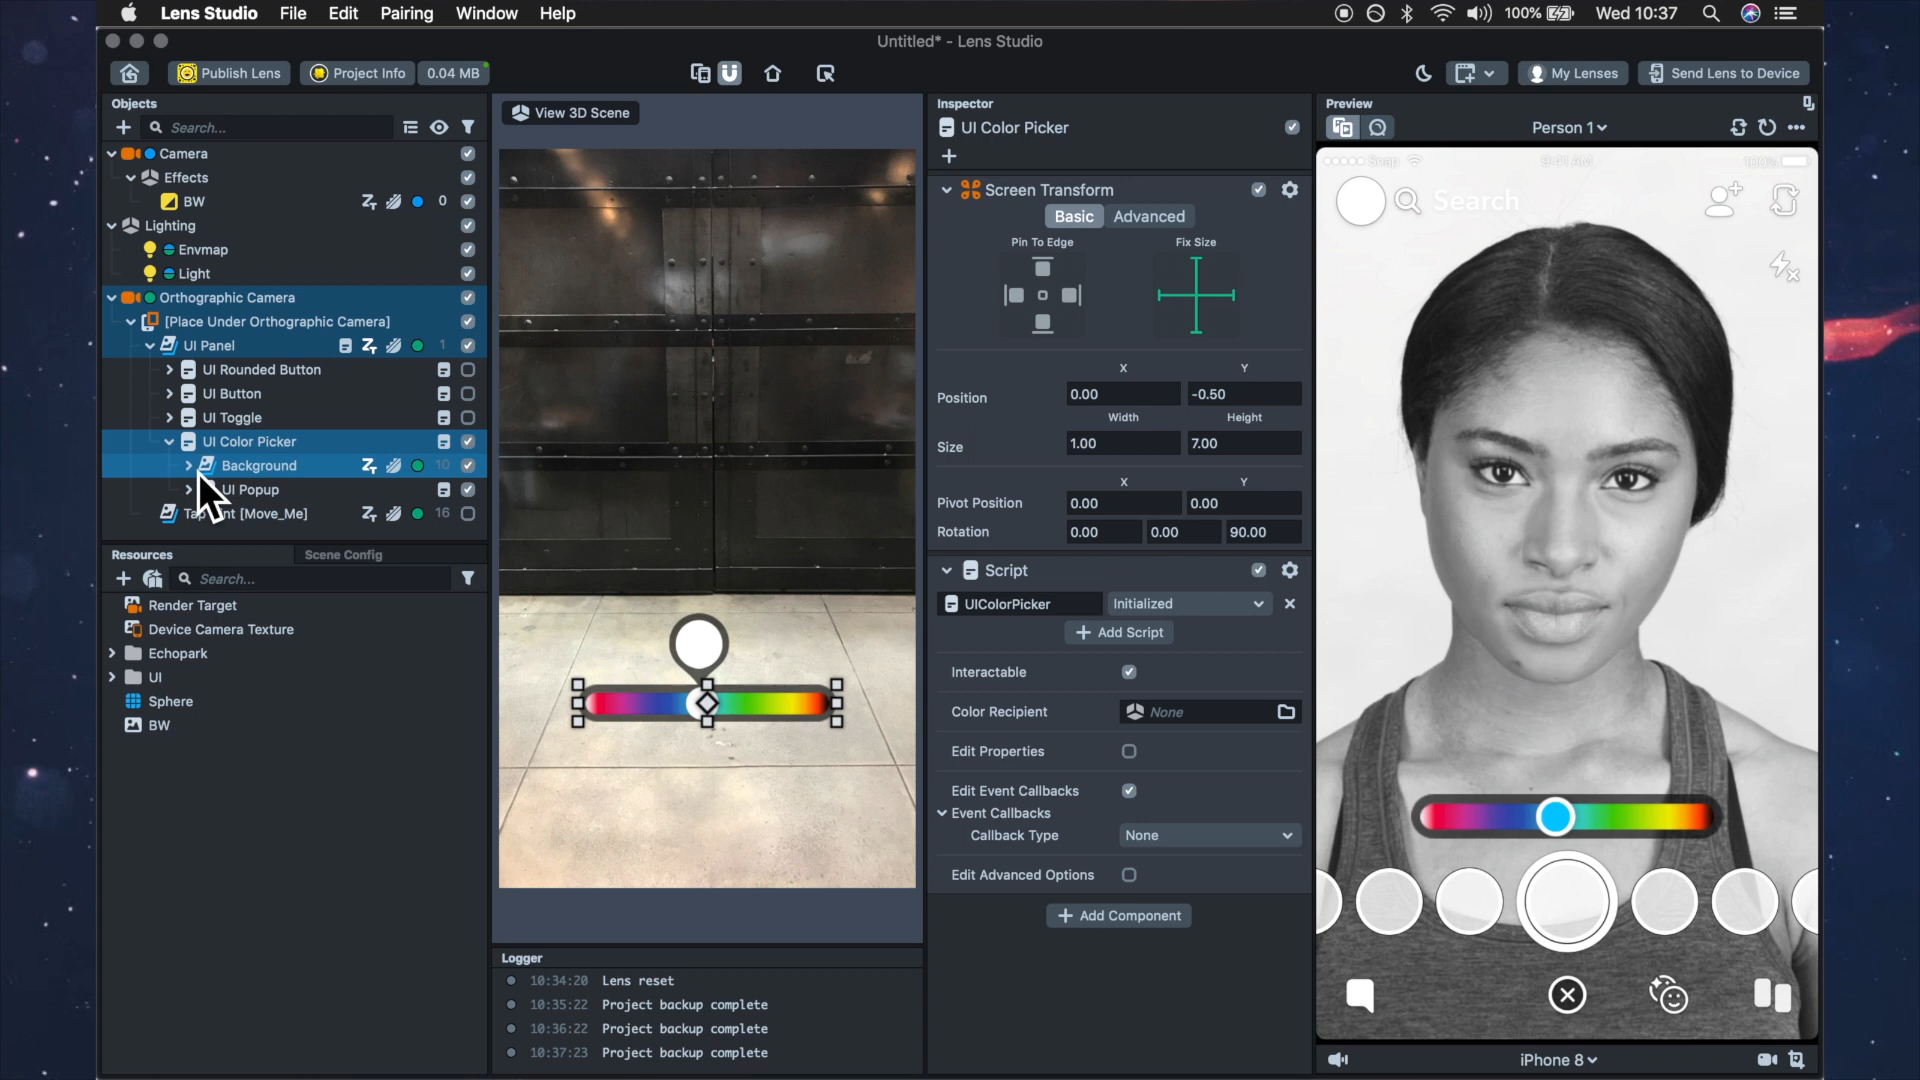 Lens Studio File Edit Pairing Window Help
100% Wed 10:37
Untitled* - Lens Studio
Publish Lens
Project Info
0.04 MB
My Lenses
Send Lens to Device
Objects
Search...
Camera
Effects
BW 0
Lighting
Envmap
Light
Orthographic Camera
[Place Under Orthographic Camera]
UI Panel 1
UI Rounded Button
UI Button
UI Toggle
UI Color Picker
Background 10
UI Popup
[Move_Me] 16
Resources
Scene Config
Search...
Render Target
Device Camera Texture
Echopark
UI
Sphere
BW
View 3D Scene
Logger
10:34:20 Lens reset
10:35:22 Project backup complete
10:36:22 Project backup complete
10:37:23 Project backup complete
Inspector
UI Color Picker
Screen Transform
Basic Advanced
Pin To Edge Fix Size
X Y
Position 0.00 -0.50
Width Height
Size 1.00 7.00
X Y
Pivot Position 0.00 0.00
Rotation 0.00 0.00 90.00
Script
UIColorPicker Initialized
Add Script
Interactable
Color Recipient None
Edit Properties
Edit Event Callbacks
Event Callbacks
Callback Type None
Edit Advanced Options
Add Component
Preview
Person 1
Snap 9:41 AM 100%
Search
iPhone 8